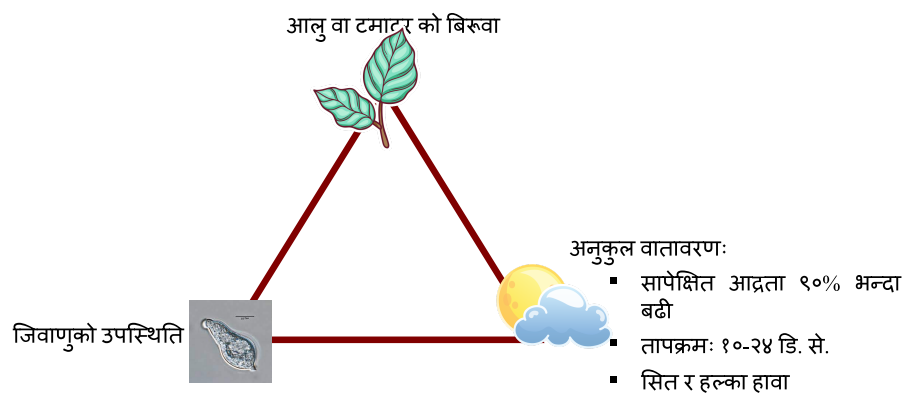 आलु वा टमाटर को बिरूवा
अनुकुल वातावरणः
▪ सापेक्षित आद्रता ९०% भन्दा
बढी
▪ तापक्रमः १०-२४ डि. से.
▪ सित र हल्का हावा
जिवाणुको उपस्थिति